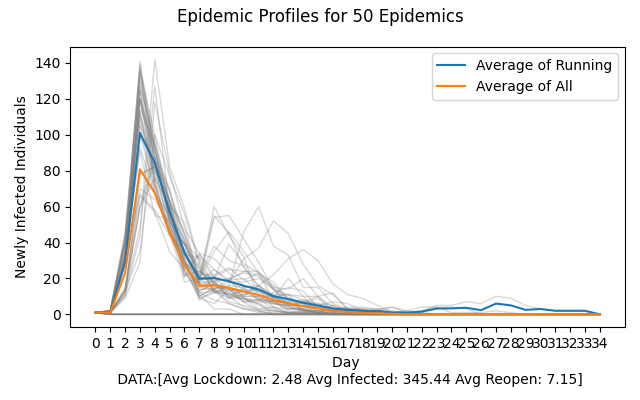 Epidemic Profiles for 50 Epidemics
Average of Running
Average of All
Newly Infected Individuals
140
120
100
80
60
40
20
0
0 1 2 3 4 5 6 7 8 9 10 11 12 13 14 15 16 17 18 19 20 21 22 23 24 25 26 27 28 29 30 31 32 33 34
Day
DATA:[Avg Lockdown: 2.48 Avg Infected: 345.44 Avg Reopen: 7.15]